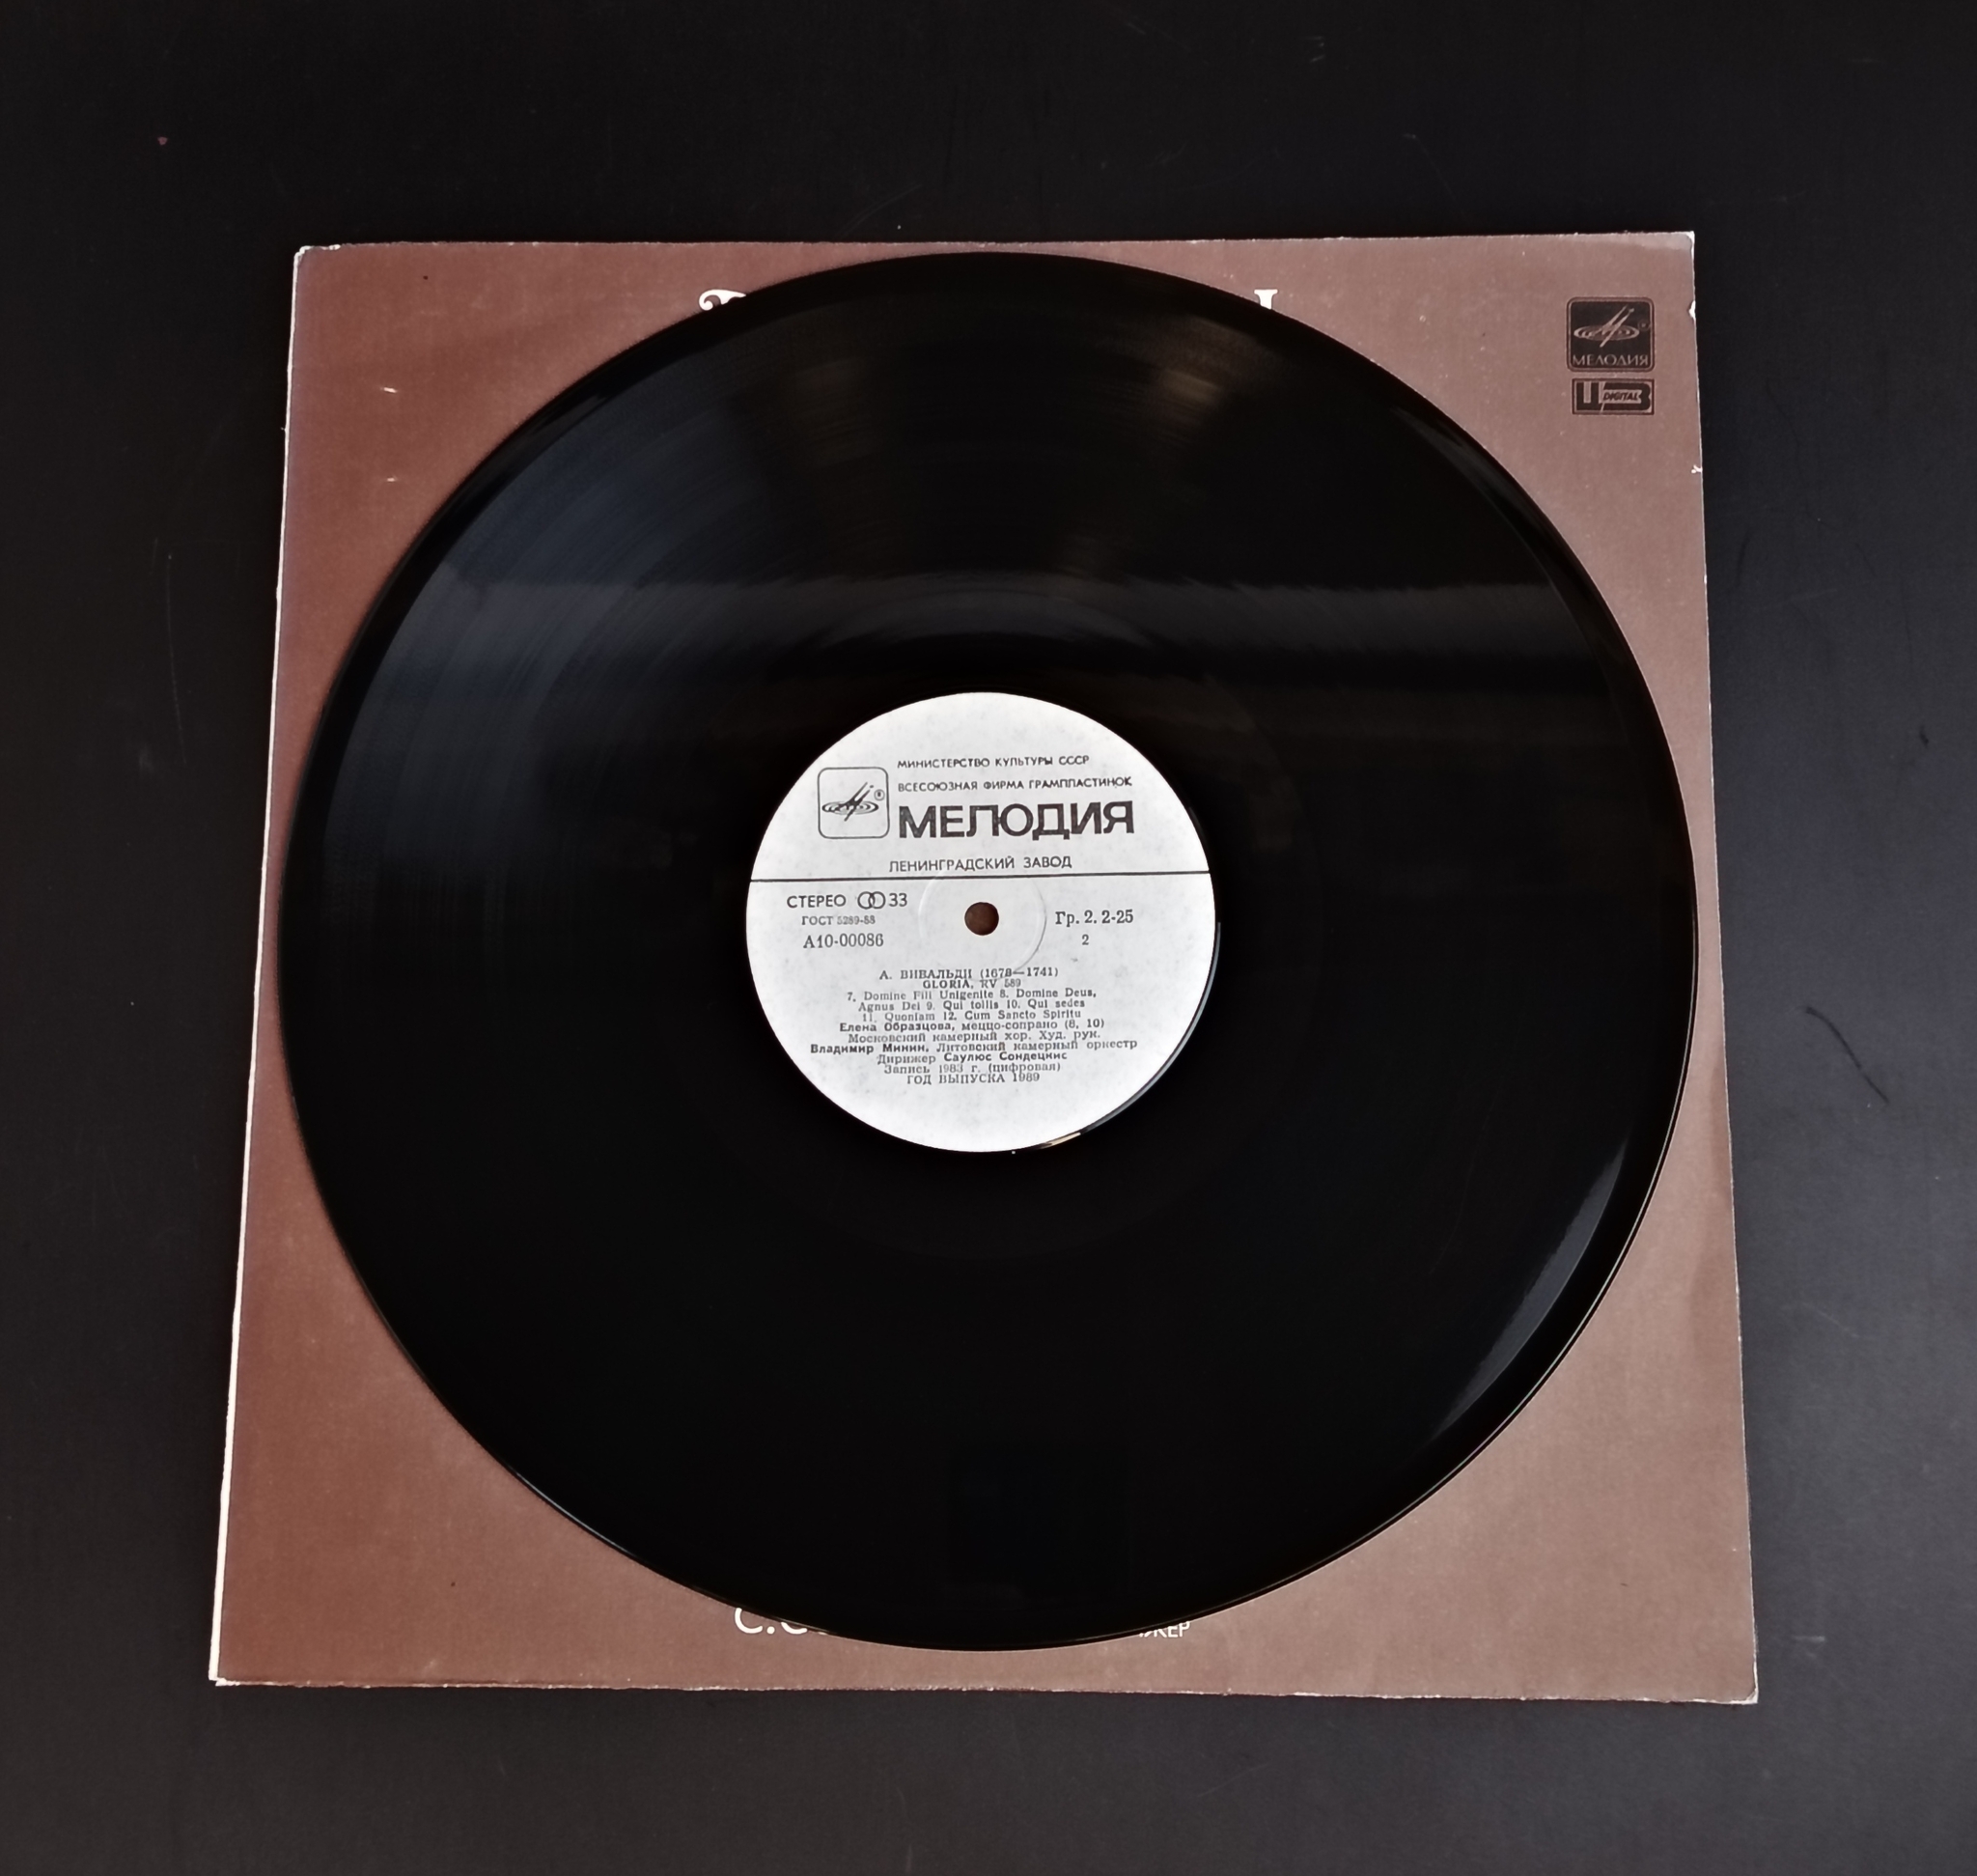 МЕЛОДИЯ
DIGITAL
МИНИСТЕРСТВО КУЛЬТУРЫ СССР
ВСЕСОЮЗНАЯ ФИРМА ГРАМПЛАСТИНОК
МЕЛОДИЯ
ЛЕНИНГРАДСКИЙ ЗАВОД
СТЕРЕО 33
ГОСТ 5289-88
А10-00086
Гр. 2. 2-25
2
А. ВИВАЛЬДИ (1678—1741)
GLORIA, RV 589
7. Domine Fili Unigenite 8. Domine Deus,
Agnus Dei 9. Qui tollis 10. Qui sedes
11. Quoniam 12. Cum Sancto Spiritu
Елена Образцова, меццо-сопрано (8, 10)
Московский камерный хор. Худ. рук.
Владимир Минин, Литовский камерный оркестр
Дирижер Саулюс Сондецкис
Запись 1983 г. (цифровая)
ГОД ВЫПУСКА 1989